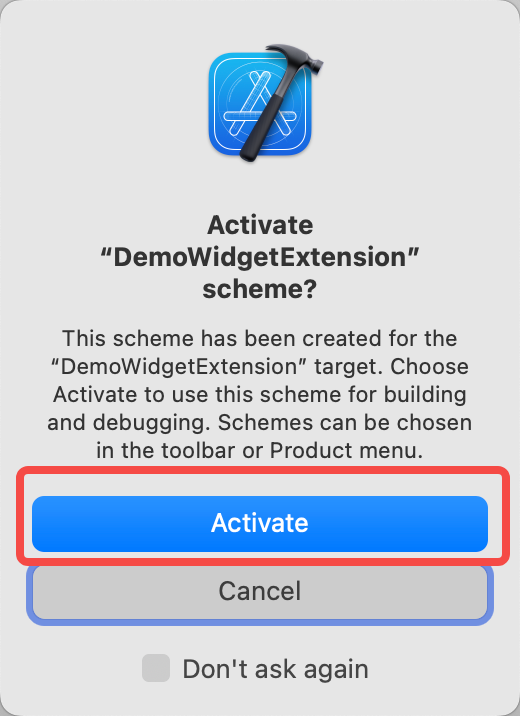 Activate
“DemoWidgetExtension”
scheme?
This scheme has been created for the
“DemoWidgetExtension” target. Choose
Activate to use this scheme for building
and debugging. Schemes can be chosen
in the toolbar or Product menu.
Activate
Cancel
Don't ask again